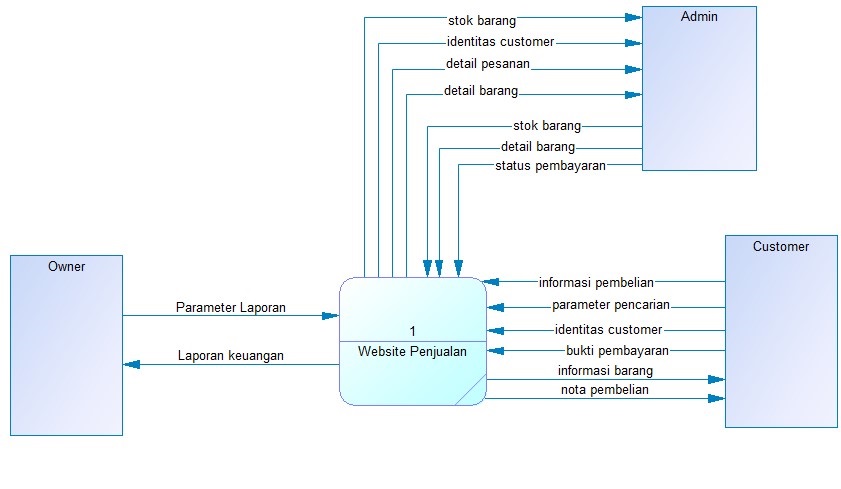 stok barang
Admin
identitas customer
detail pesanan
detail barang
stok barang
detail barang
status pembayaran
Customer
Owner
informasi pembelian
Parameter Laporan
parameter pencarian
1
identitas customer
Website Penjualan
bukti pembayaran
Laporan keuangan
informasi barang
nota pembelian